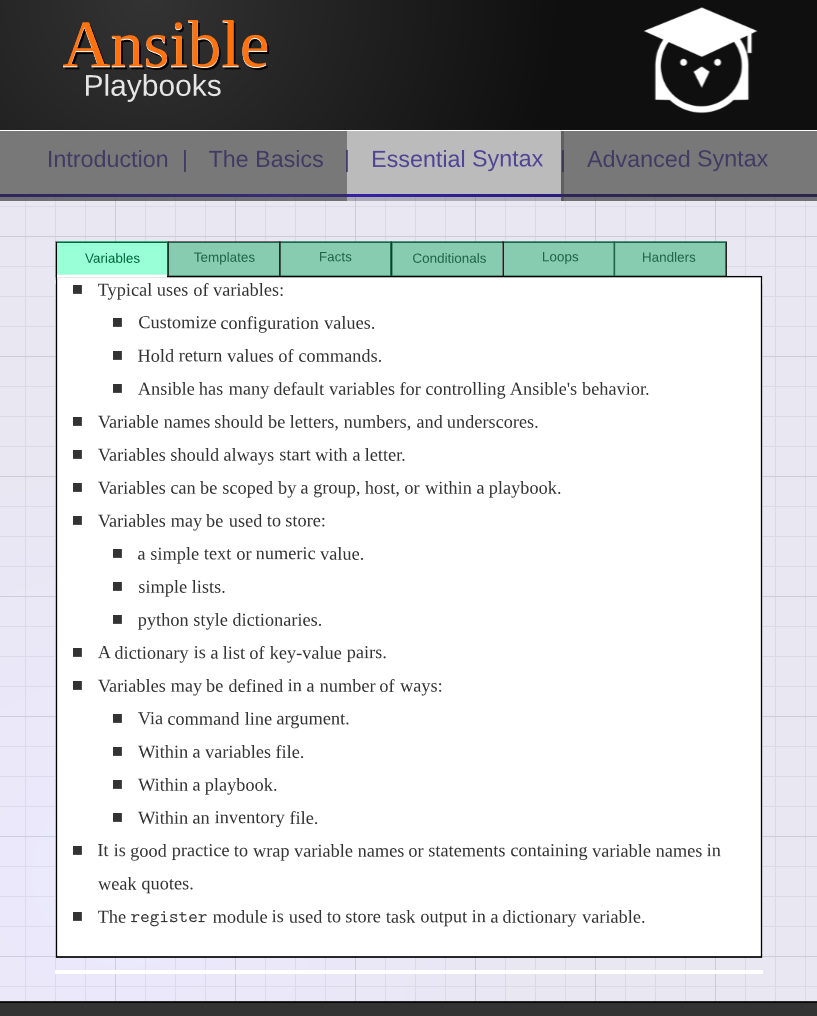 Ansible
Playbooks
Introduction | The Basics | Essential Syntax | Advanced Syntax
Variables Templates Facts Conditionals Loops Handlers
Typical uses of variables:
Customize configuration values.
Hold return values of commands.
Ansible has many default variables for controlling Ansible's behavior.
Variable names should be letters, numbers, and underscores.
Variables should always start with a letter.
Variables can be scoped by a group, host, or within a playbook.
Variables may be used to store:
a simple text or numeric value.
simple lists.
python style dictionaries.
A dictionary is a list of key-value pairs.
Variables may be defined in a number of ways:
Via command line argument.
Within a variables file.
Within a playbook.
Within an inventory file.
It is good practice to wrap variable names or statements containing variable names in
weak quotes.
The register module is used to store task output in a dictionary variable.